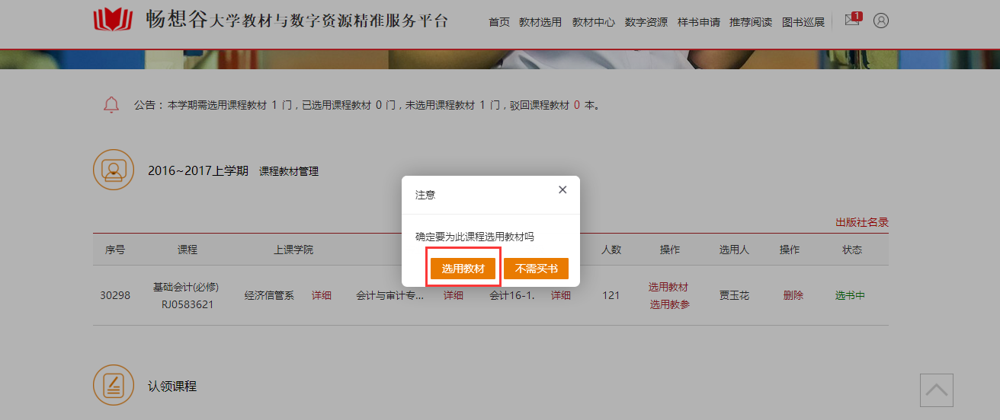 畅想谷大学教材与数字资源精准服务平台
首页 教材选用 教材中心 数字资源 样书申请 推荐阅读 图书巡展 1
公告：本学期需选用课程教材 1 门，已选用课程教材 0 门，未选用课程教材 1 门，驳回课程教材 0 本。
2016~2017上学期 课程教材管理
注意 ×
确定要为此课程选用教材吗
选用教材 不需买书
出版社名录
序号 课程 上课学院 人数 操作 选用人 操作 状态
30298 基础会计(必修) 经济信管系 详细 会计与审计专... 详细 会计16-1. 详细 121 选用教材 贾玉花 删除 选书中
RJ0583621 选用教参
认领课程